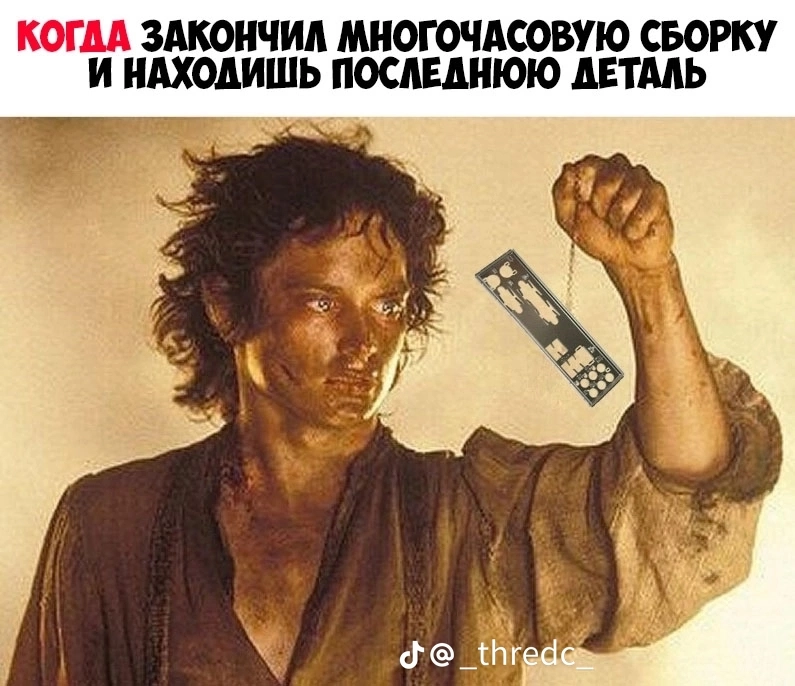 КОГДА ЗАКОНЧИЛ МНОГОЧАСОВУЮ СБОРКУ
И НАХОДИШЬ ПОСЛЕДНЮЮ ДЕТАЛЬ
@_thredc_